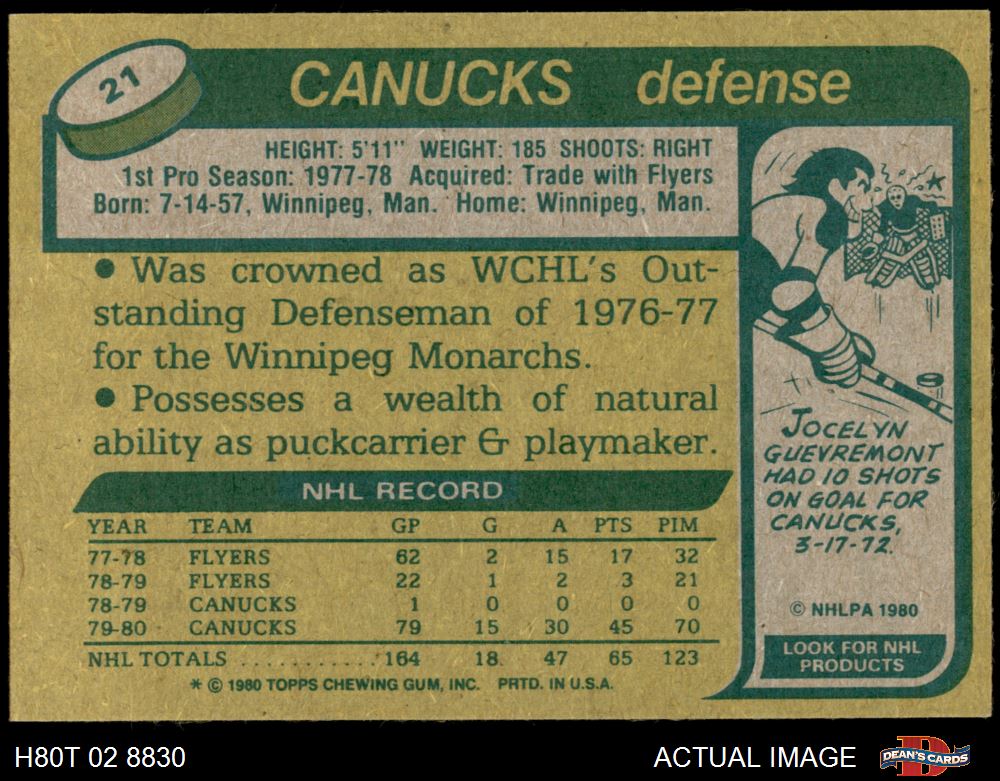 21
CANUCKS defense
HEIGHT: 5'11" WEIGHT: 185 SHOOTS: RIGHT
1st Pro Season: 1977-78 Acquired: Trade with Flyers
Born: 7-14-57, Winnipeg, Man. Home: Winnipeg, Man.
• Was crowned as WCHL's Out-
standing Defenseman of 1976-77
for the Winnipeg Monarchs.
• Possesses a wealth of natural
ability as puckcarrier & playmaker.
NHL RECORD
YEAR TEAM GP G A PTS PIM
77-78 FLYERS 62 2 15 17 32
78-79 FLYERS 22 1 2 3 21
78-79 CANUCKS 1 0 0 0 0
79-80 CANUCKS 79 15 30 45 70
NHL TOTALS .......... 164 18 47 65 123
* © 1980 TOPPS CHEWING GUM, INC. PRTD. IN U.S.A.
JOCELYN
GUEVREMONT
HAD 10 SHOTS
ON GOAL FOR
CANUCKS,
3-17-72.
© NHLPA 1980
LOOK FOR NHL
PRODUCTS
H80T 02 8830
ACTUAL IMAGE
DEAN'S CARDS